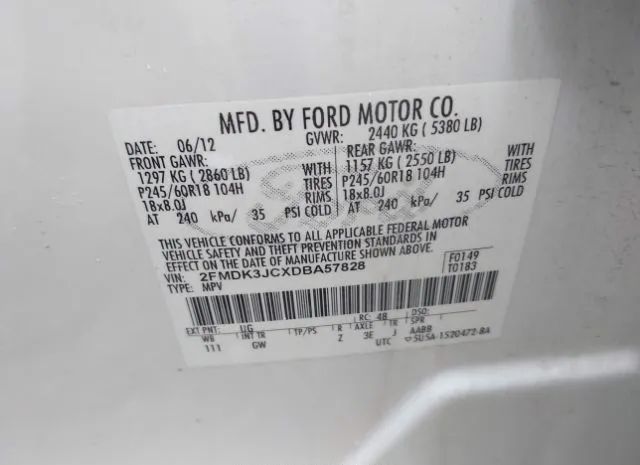 MFD. BY FORD MOTOR CO.
DATE: 06/12 GVWR: 2440 KG ( 5380 LB)
FRONT GAWR: REAR GAWR:
1297 KG ( 2860 LB) WITH 1157 KG ( 2550 LB) WITH
P245/60R18 104H TIRES P245/60R18 104H TIRES
18x8.0J RIMS 18x8.0J RIMS
AT 240 kPa/ 35 PSI COLD AT 240 kPa/ 35 PSI COLD
THIS VEHICLE CONFORMS TO ALL APPLICABLE FEDERAL MOTOR
VEHICLE SAFETY AND BUMPER STANDARDS IN
EFFECT ON THE DATE OF MANUFACTURE SHOWN ABOVE.
VIN: 2FMDK3JCXDBA57828 F0149
TYPE: MPV T0183
EXT PNT: UG RC: 48 DSO:
WB INT TR TP/PS R AXLE TR SPR
111 GW Z 3E J AABB
UTC 5U5A-1520472-BA